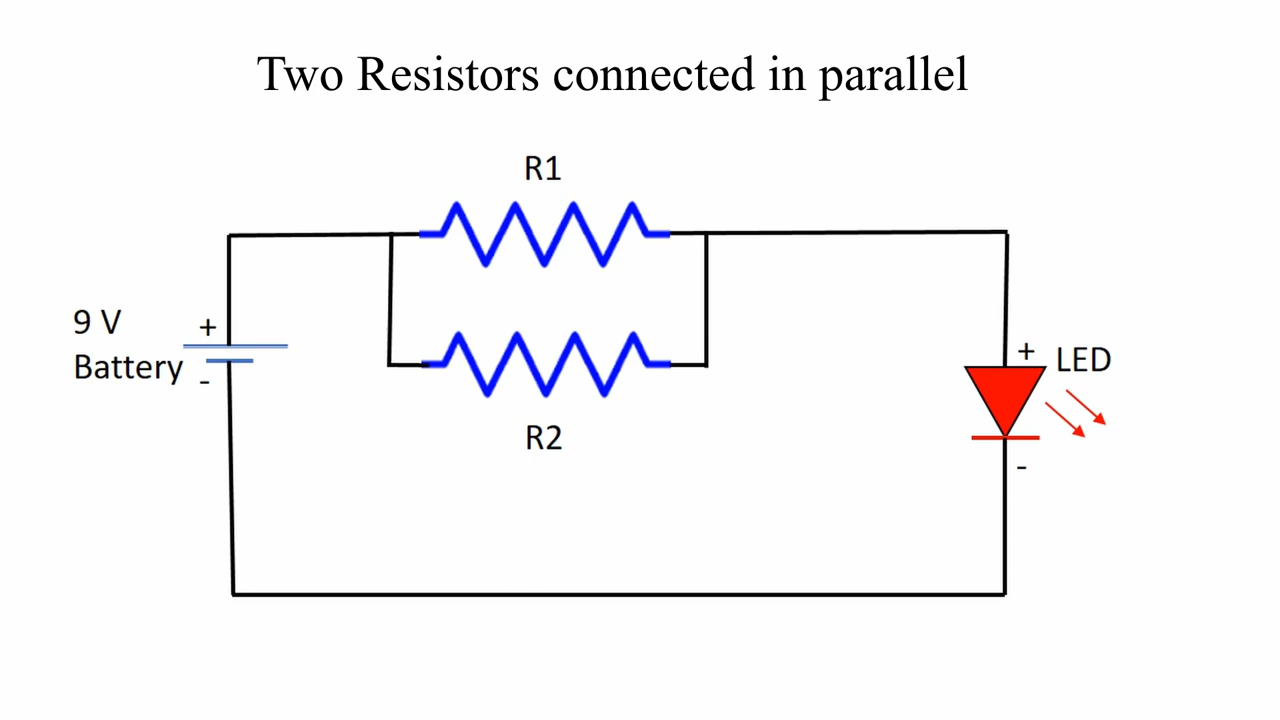 Two Resistors connected in parallel
R1
9 V
Battery
+
-
R2
+
LED
-